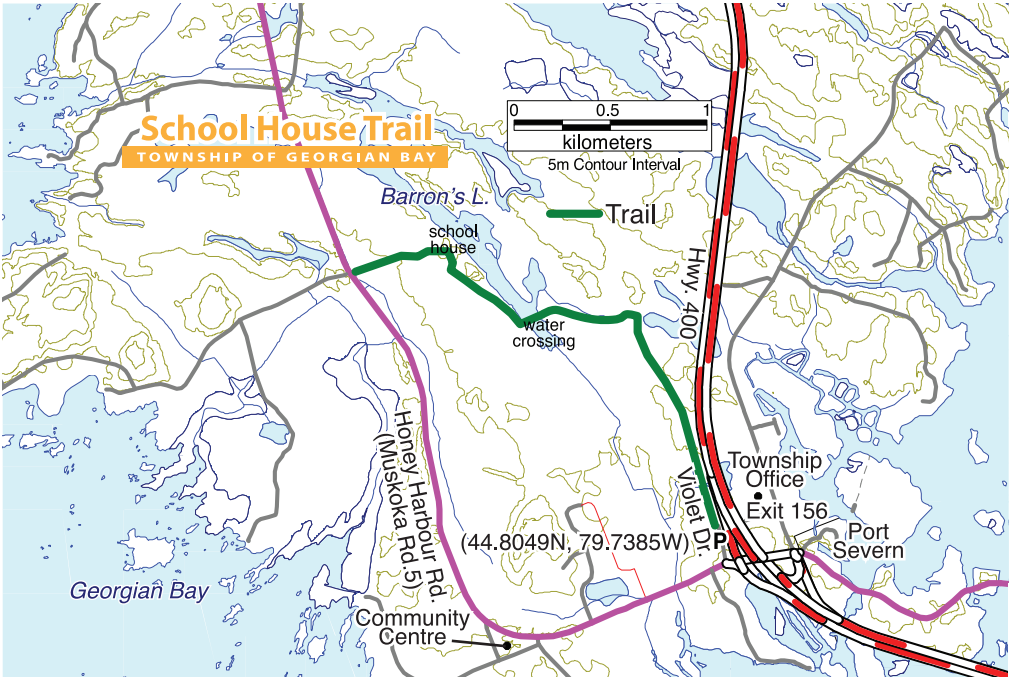 0 0.5 1
kilometers
5m Contour Interval
School House Trail
TOWNSHIP OF GEORGIAN BAY
Barron's L.
Trail
school
house
Hwy. 400
water
crossing
Honey Harbour Rd.
(Muskoka Rd.5)
Violet Dr.
Township
Office
Exit 156
P
(44.8049N, 79.7385W)
Port
Severn
Georgian Bay
Community
Centre